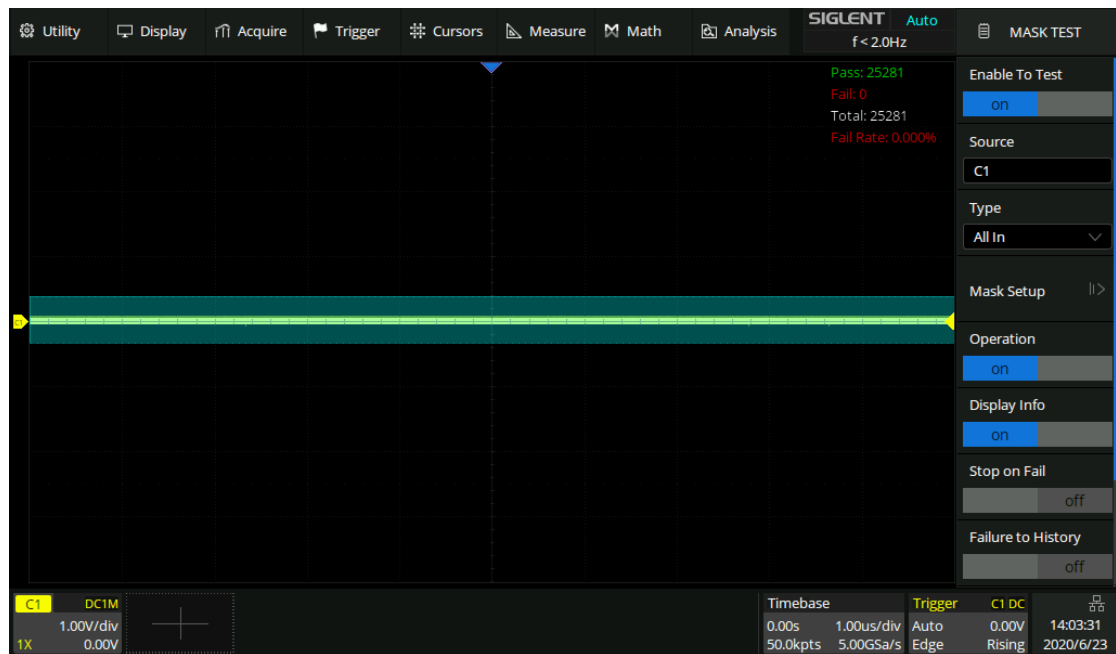 Utility Display Acquire Trigger Cursors Measure Math Analysis
SIGLENT Auto
f < 2.0Hz
MASK TEST
Pass: 25281
Fail: 0
Total: 25281
Fail Rate: 0.000%
Enable To Test
on
Source
C1
Type
All In
Mask Setup
Operation
on
Display Info
on
Stop on Fail
off
Failure to History
off
C1
C1 DC1M
1.00V/div
1X 0.00V
Timebase
0.00s 1.00us/div
50.0kpts 5.00GSa/s
Trigger C1 DC
Auto 0.00V
Edge Rising
14:03:31
2020/6/23